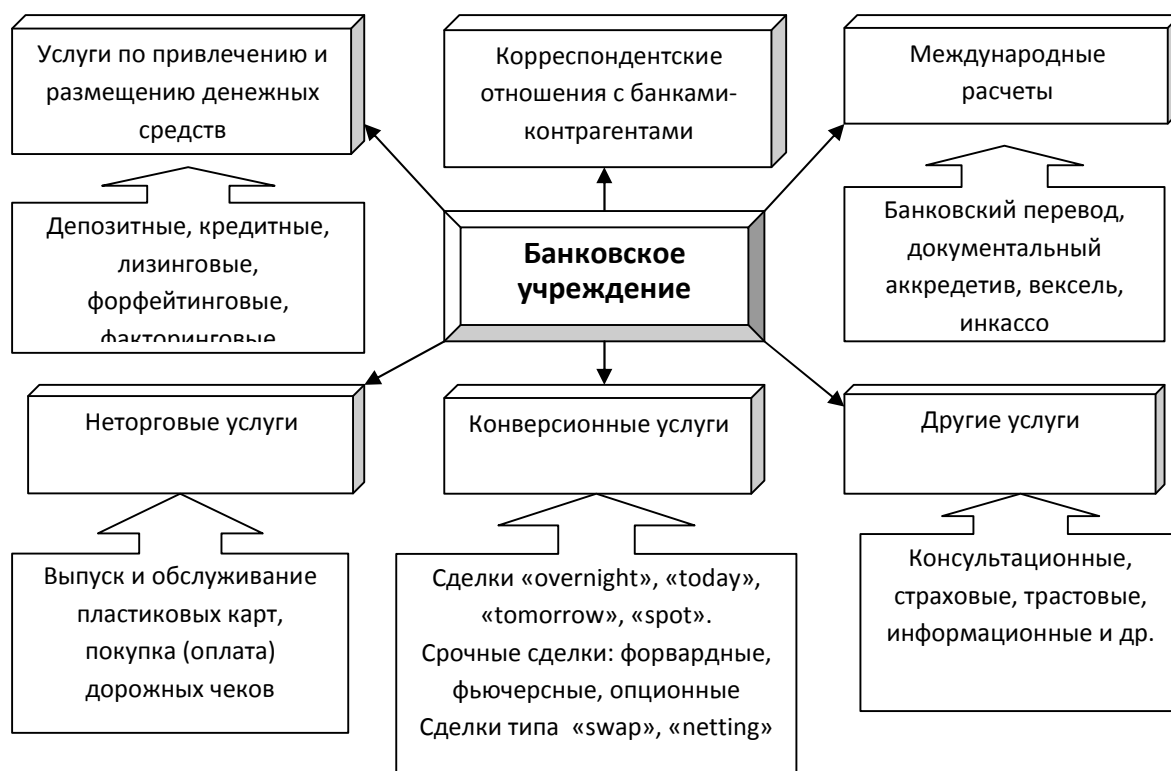 Услуги по привлечению и
размещению денежных
средств
Корреспондентские
отношения с банками-
контрагентами
Международные
расчеты
Депозитные, кредитные,
лизинговые,
форфейтинговые,
факторинговые
Банковское
учреждение
Банковский перевод,
документальный
аккредетив, вексель,
инкассо
Неторговые услуги
Конверсионные услуги
Другие услуги
Выпуск и обслуживание
пластиковых карт,
покупка (оплата)
дорожных чеков
Сделки «overnight», «today»,
«tomorrow», «spot».
Срочные сделки: форвардные,
фьючерсные, опционные
Сделки типа «swap», «netting»
Консультационные,
страховые, трастовые,
информационные и др.